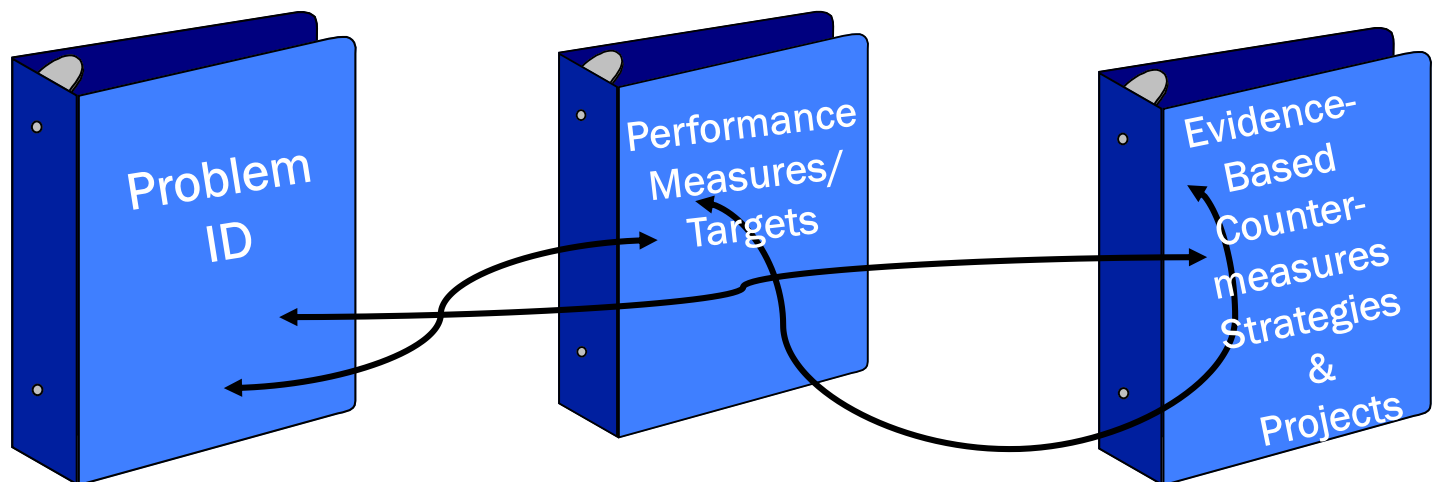 Problem
ID
Performance
Measures/
Targets
Evidence-
Based
Counter-
measures
Strategies
&
Projects